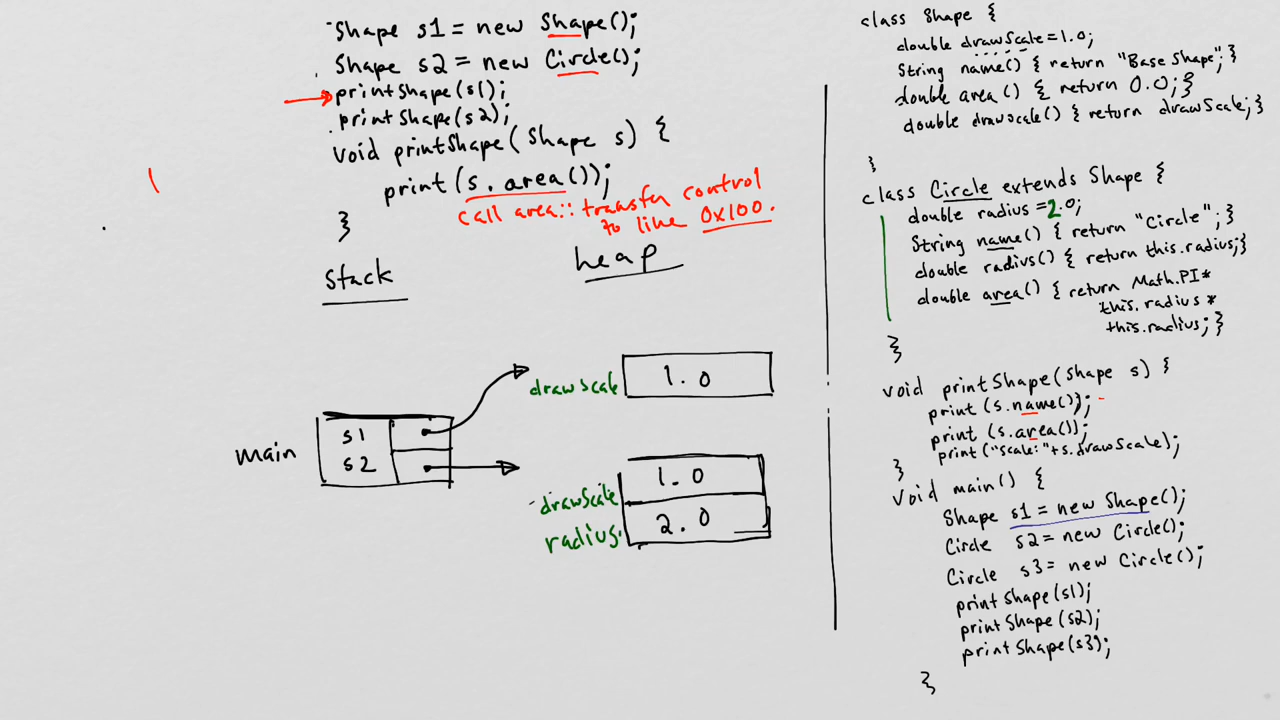 Shape s1 = new Shape();
Shape s2 = new Circle();
printShape(s1);
printShape(s2);
void printShape(Shape s) {
print(s.area());
call area:: transfer control
to line 0x100.
}
Stack
heap
drawScale
1.0
main
s1
s2
drawScale
1.0
radius
2.0
class Shape {
double drawScale=1.0;
String name() { return "Base Shape"; }
double area() { return 0.0; }
double drawScale() { return drawScale; }
}
class Circle extends Shape {
double radius = 2.0;
String name() { return "Circle"; }
double radius() { return this.radius; }
double area() { return Math.PI*
this.radius *
this.radius; }
}
void printShape(Shape s) {
print (s.name());
print (s.area());
print("scale:"+s.drawScale);
}
void main() {
Shape s1 = new Shape();
Circle s2 = new Circle();
Circle s3 = new Circle();
printShape(s1);
printShape(s2);
printShape(s3);
}